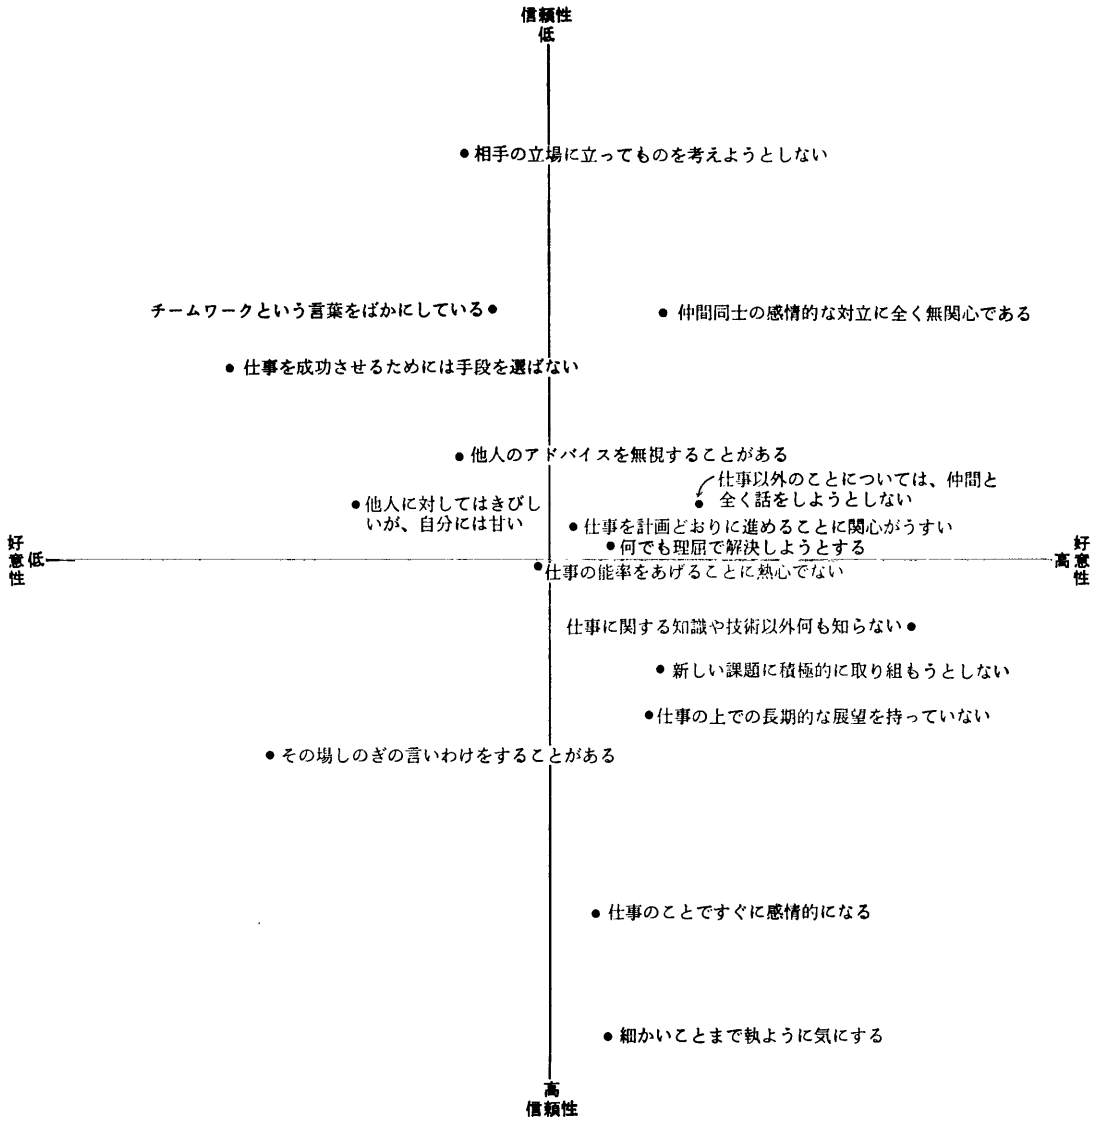 信頼性
低
相手の立場に立ってものを考えようとしない
チームワークという言葉をばかにしている
仲間同士の感情的な対立に全く無関心である
仕事を成功させるためには手段を選ばない
他人のアドバイスを無視することがある
仕事以外のことについては、仲間と
全く話をしようとしない
他人に対してはきびし
いが、自分には甘い
仕事を計画どおりに進めることに関心がうすい
何でも理屈で解決しようとする
好意性
低
高
好意性
仕事の能率をあげることに熱心でない
仕事に関する知識や技術以外何も知らない
新しい課題に積極的に取り組もうとしない
仕事の上での長期的な展望を持っていない
その場しのぎの言いわけをすることがある
仕事のことですぐに感情的になる
細かいことまで執ように気にする
高
信頼性